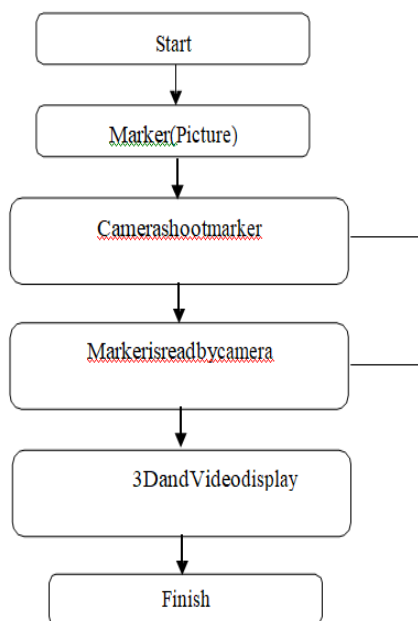 Start
Marker(Picture)
Camerashootmarker
Markerisreadbycamera
3DandVideodisplay
Finish